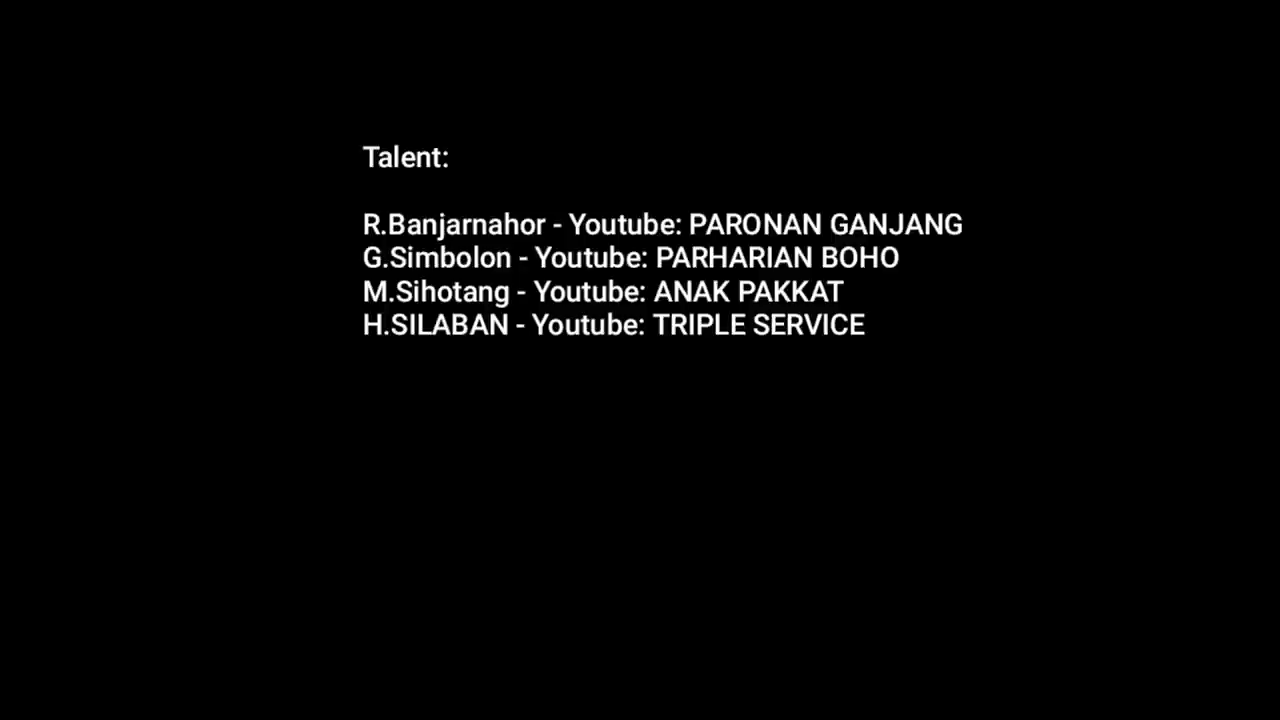 Talent:
R.Banjarnahor - Youtube: PARONAN GANJANG
G.Simbolon - Youtube: PARHARIAN BOHO
M.Sihotang - Youtube: ANAK PAKKAT
H.SILABAN - Youtube: TRIPLE SERVICE